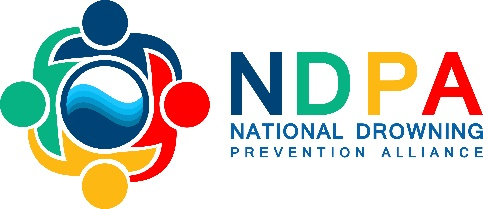 NDPA
NATIONAL DROWNING
PREVENTION ALLIANCE